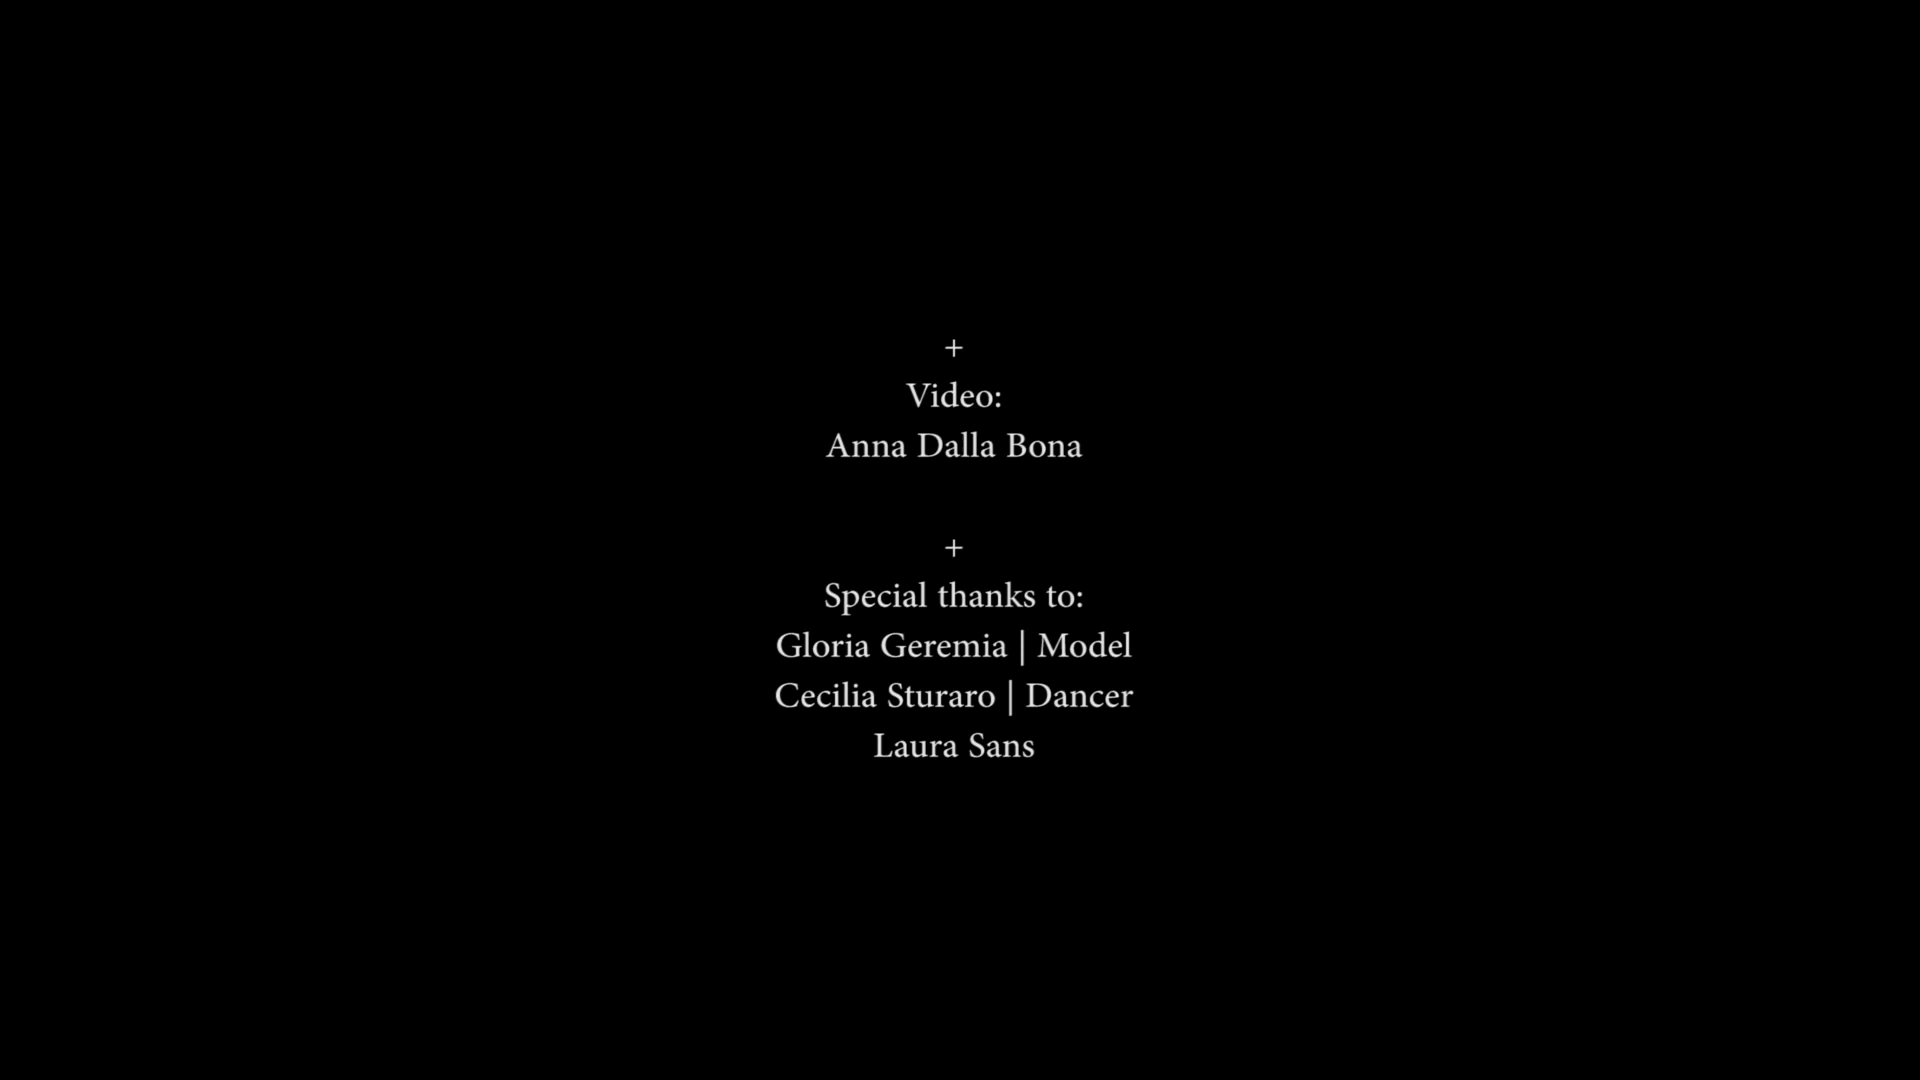 +
Video:
Anna Dalla Bona
+
Special thanks to:
Gloria Geremia | Model
Cecilia Sturaro | Dancer
Laura Sans